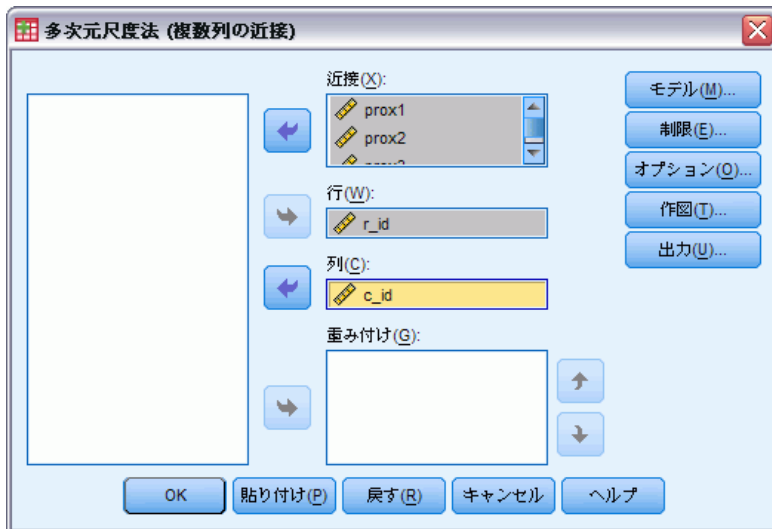 多次元尺度法 (複数列の近接)
近接(X):
prox1
prox2
行(W):
r_id
列(C):
c_id
重み付け(G):
モデル(M)...
制限(E)...
オプション(O)...
作図(T)...
出力(U)...
OK
貼り付け(P)
戻す(R)
キャンセル
ヘルプ